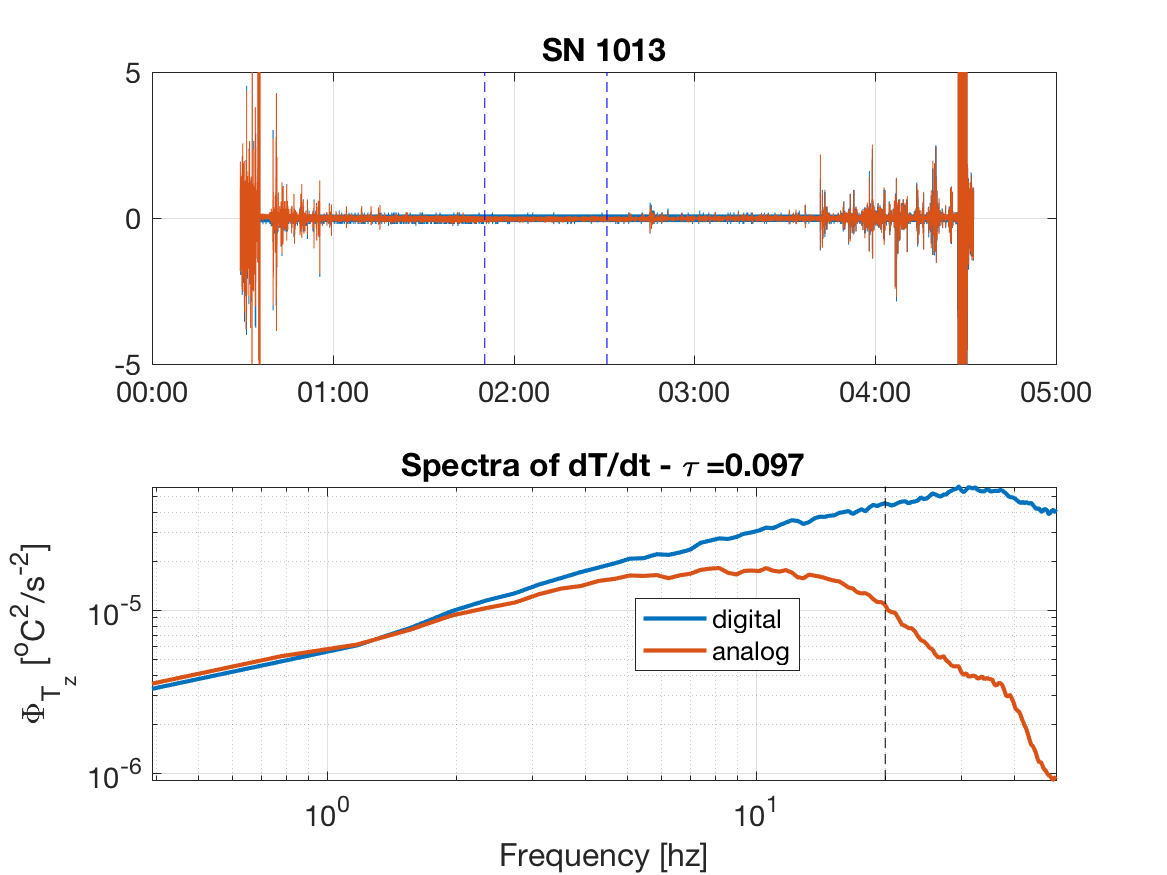 SN 1013
5
0
-5
00:00 01:00 02:00 03:00 04:00 05:00
Spectra of dT/dt - τ =0.097
Φ_{T_z} [°C²/s⁻²]
10⁻⁵
10⁻⁶
digital
analog
10⁰ 10¹
Frequency [hz]